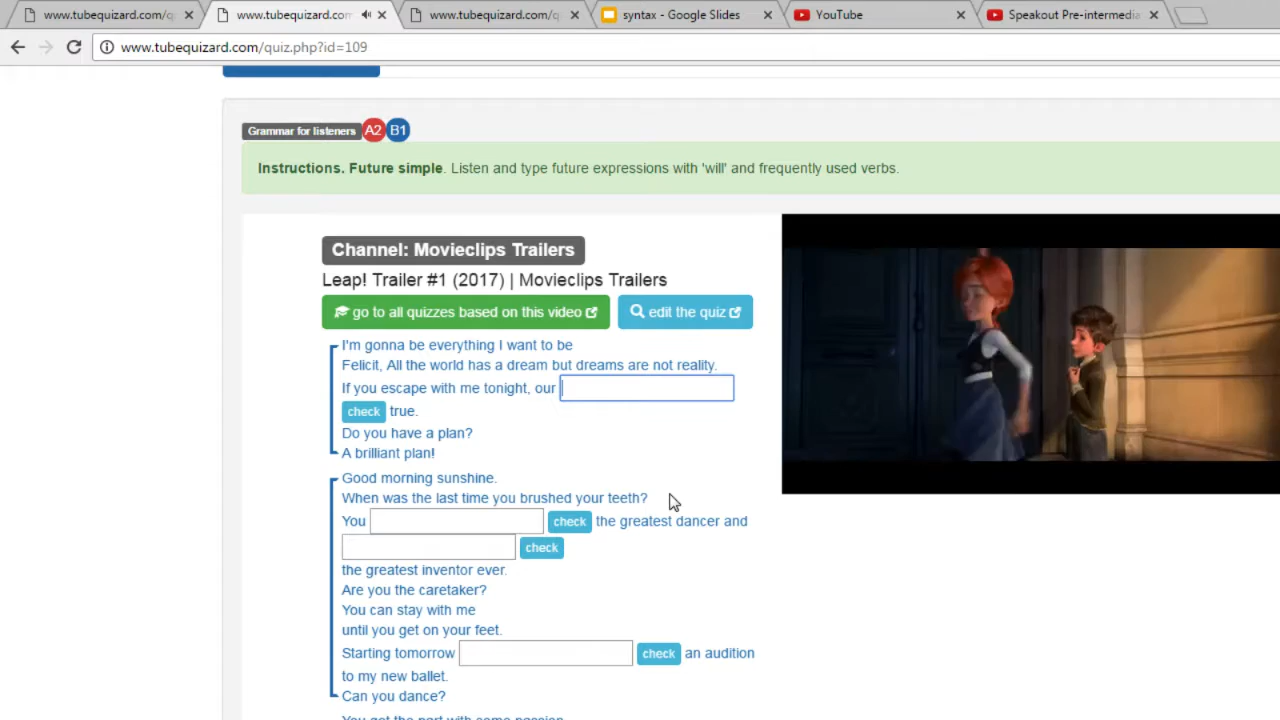 www.tubequizard.com/q
www.tubequizard.com
www.tubequizard.com/q
syntax - Google Slides
YouTube
Speakout Pre-intermedia
www.tubequizard.com/quiz.php?id=109
Grammar for listeners A2 B1
Instructions. Future simple. Listen and type future expressions with 'will' and frequently used verbs.
Channel: Movieclips Trailers
Leap! Trailer #1 (2017) | Movieclips Trailers
go to all quizzes based on this video
edit the quiz
I'm gonna be everything I want to be
Felicit, All the world has a dream but dreams are not reality.
If you escape with me tonight, our
check true.
Do you have a plan?
A brilliant plan!
Good morning sunshine.
When was the last time you brushed your teeth?
You check the greatest dancer and
check
the greatest inventor ever.
Are you the caretaker?
You can stay with me
until you get on your feet.
Starting tomorrow check an audition
to my new ballet.
Can you dance?
You got the part with some passion